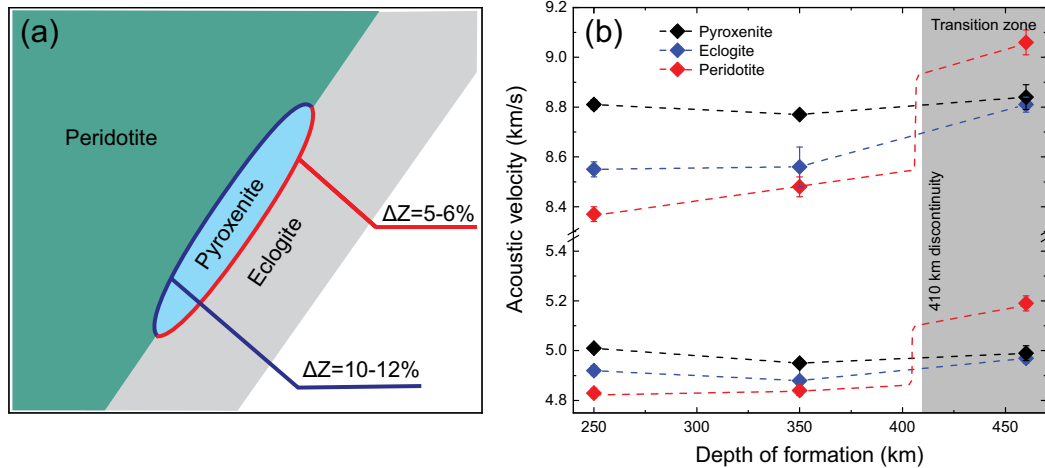 (a)
Peridotite
Pyroxenite
Eclogite
ΔZ=5-6%
ΔZ=10-12%
(b)
Pyroxenite
Eclogite
Peridotite
Transition zone
410 km discontinuity
Acoustic velocity (km/s)
9.2
9.0
8.8
8.6
8.4
5.4
5.2
5.0
4.8
250
300
350
400
450
Depth of formation (km)